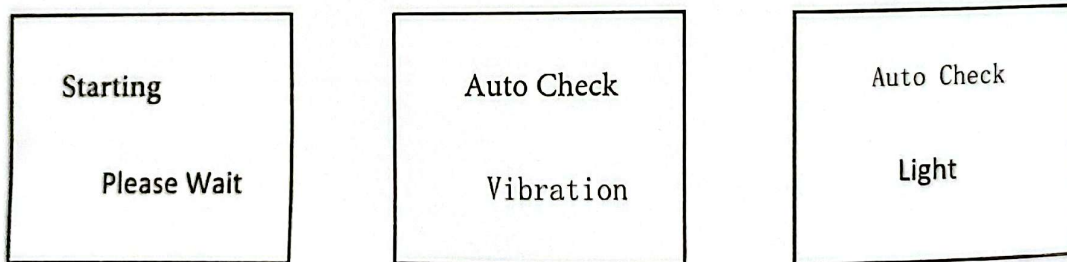 Starting
Please Wait
Auto Check
Vibration
Auto Check
Light